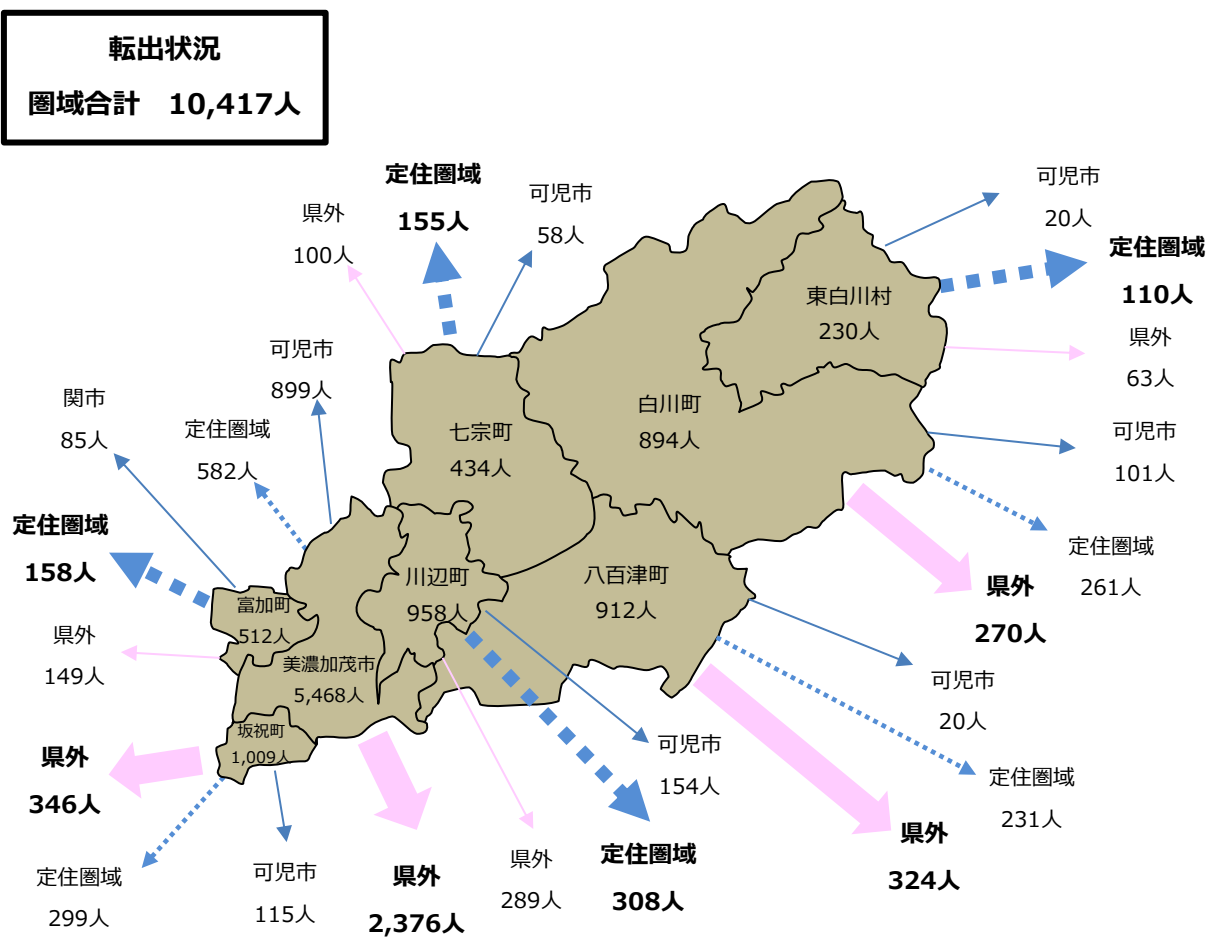 転出状況
圏域合計 10,417人
定住圏域
155人
可児市
58人
県外
100人
可児市
20人
定住圏域
110人
県外
63人
東白川村
230人
可児市
899人
関市
85人
定住圏域
582人
七宗町
434人
白川町
894人
可児市
101人
定住圏域
261人
県外
270人
定住圏域
158人
富加町
512人
川辺町
958人
八百津町
912人
県外
149人
美濃加茂市
5,468人
坂祝町
1,009人
可児市
20人
定住圏域
231人
県外
346人
可児市
154人
県外
324人
定住圏域
299人
可児市
115人
県外
2,376人
県外
289人
定住圏域
308人